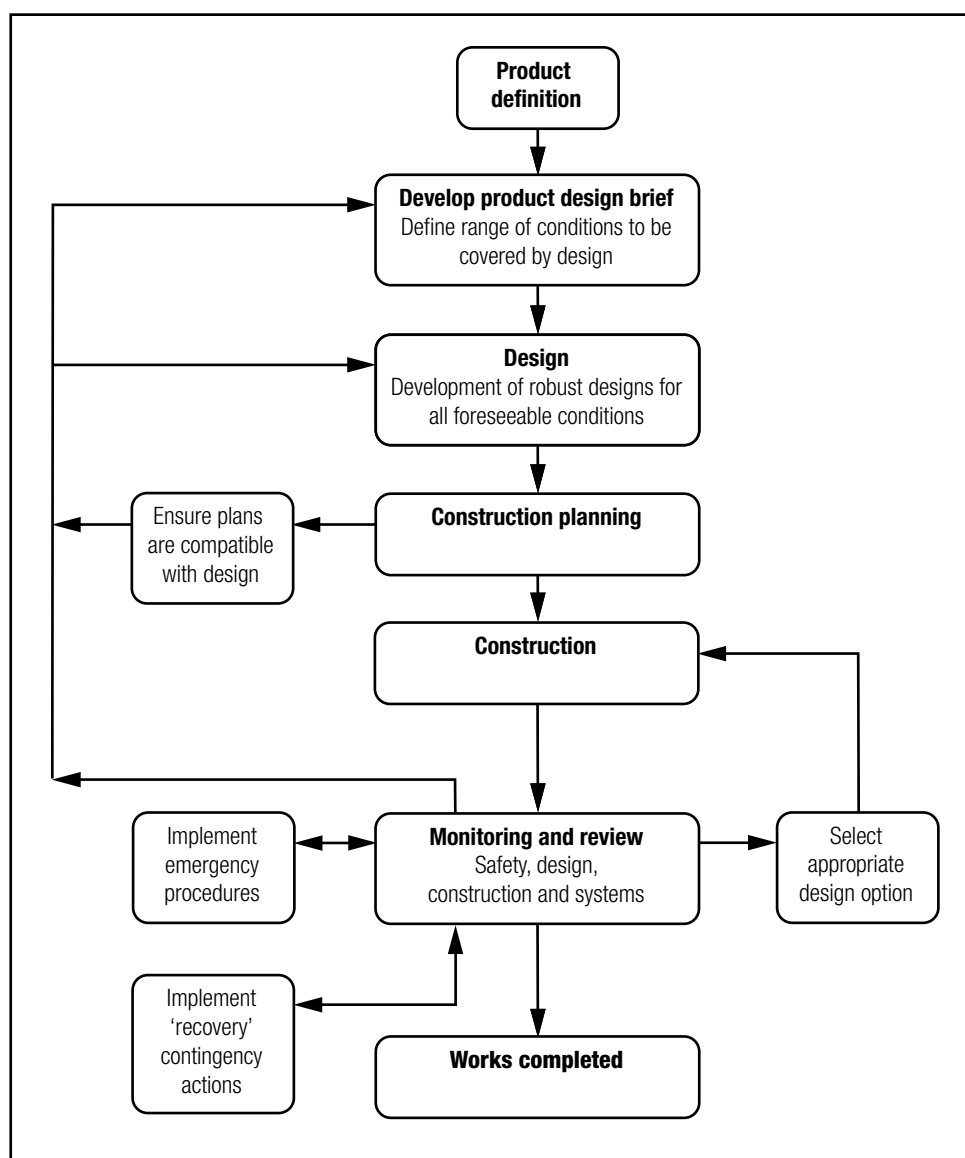 Product
definition
Develop product design brief
Define range of conditions to be
covered by design
Design
Development of robust designs for
all foreseeable conditions
Ensure plans
are compatible
with design
Construction planning
Construction
Implement
emergency
procedures
Monitoring and review
Safety, design,
construction and systems
Select
appropriate
design option
Implement
‘recovery’
contingency
actions
Works completed